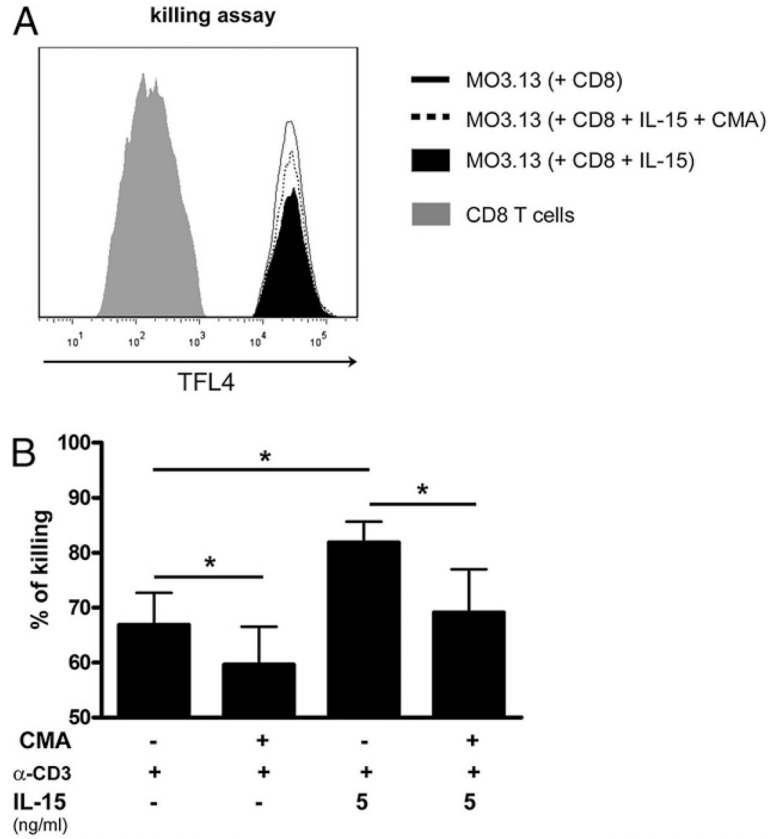 A
killing assay
MO3.13 (+ CD8)
MO3.13 (+ CD8 + IL-15 + CMA)
MO3.13 (+ CD8 + IL-15)
CD8 T cells
10¹ 10² 10³ 10⁴ 10⁵
TFL4
B
100
90
80
70
60
50
% of killing
* * *
CMA - + - +
α-CD3 + + + +
IL-15 - - 5 5
(ng/ml)